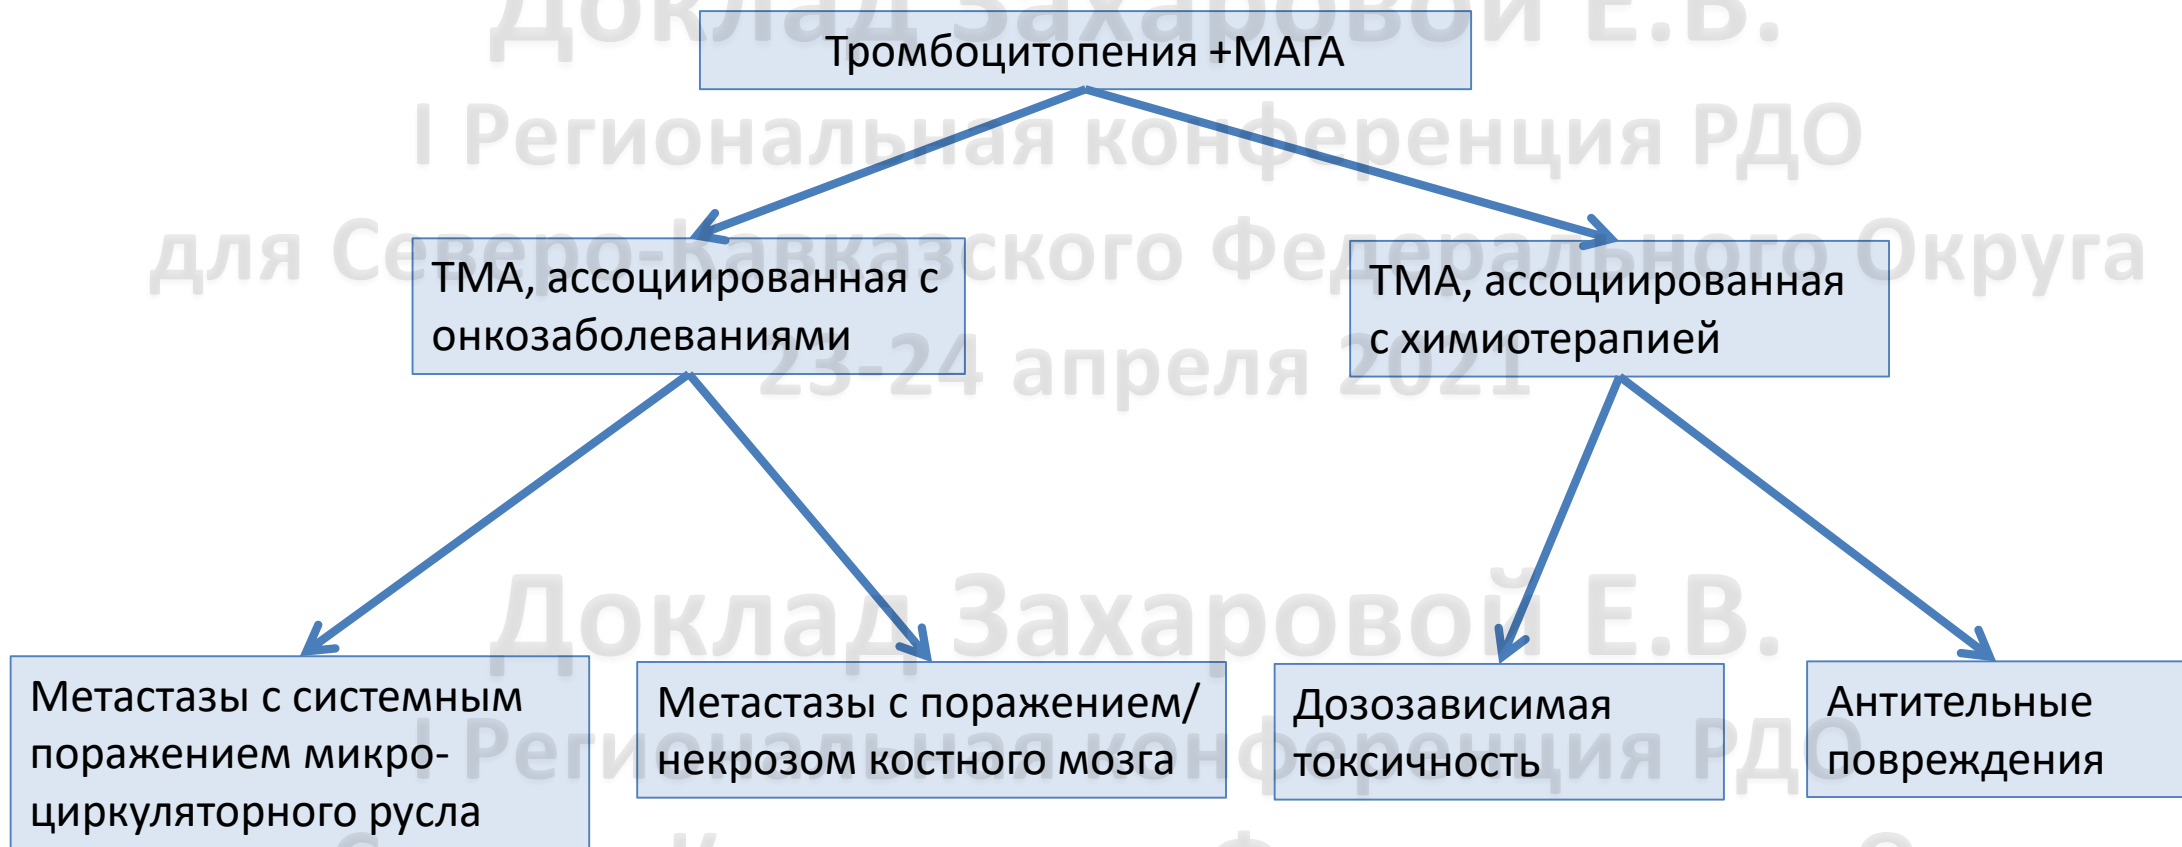 Доклад Захаровой Е.В.
Тромбоцитопения +МАГА
I Региональная конференция РДО
для Северо-Кавказского Федерального Округа
ТМА, ассоциированная с
онкозаболеваниями
ТМА, ассоциированная
с химиотерапией
23-24 апреля 2021
Доклад Захаровой Е.В.
Метастазы с системным
поражением микро-
циркуляторного русла
Метастазы с поражением/
некрозом костного мозга
Дозозависимая
токсичность
Антительные
повреждения
I Региональная конференция РДО